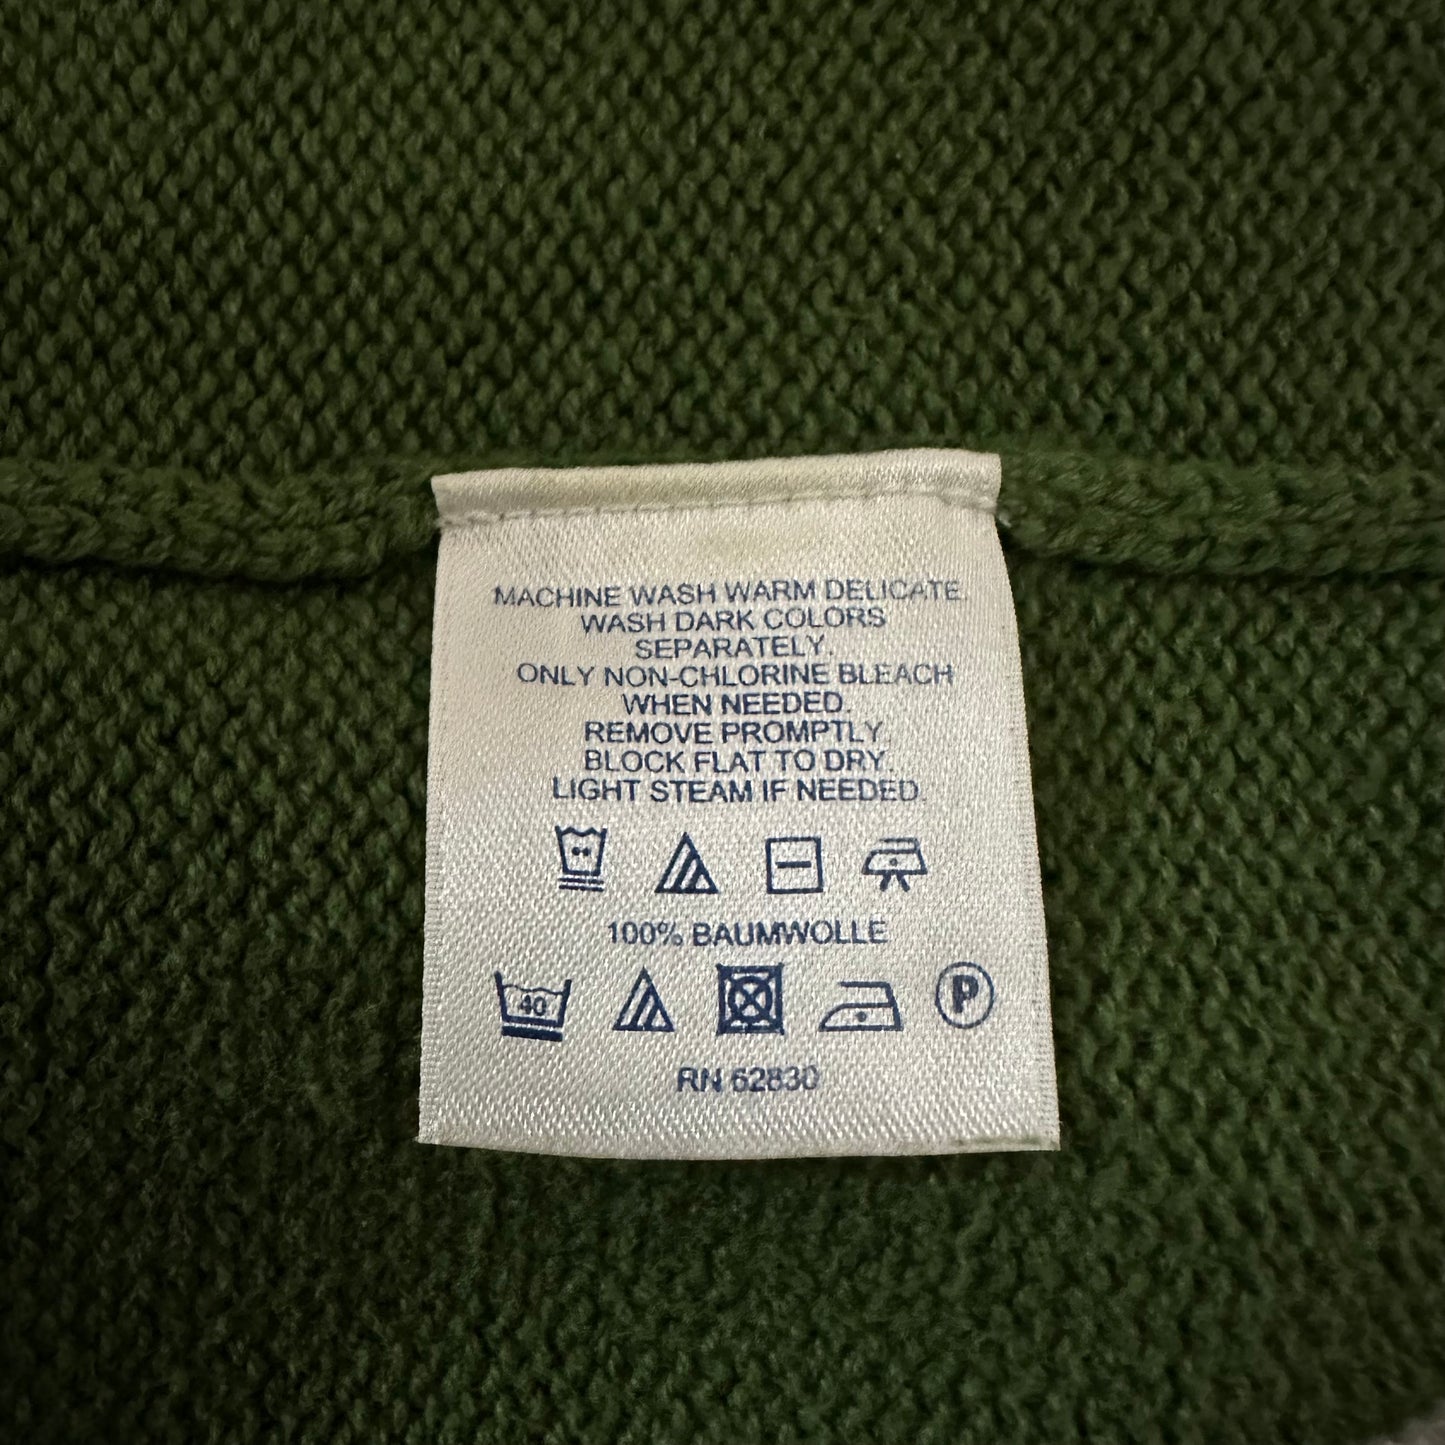 MACHINE WASH WARM DELICATE.
WASH DARK COLORS
SEPARATELY.
ONLY NON-CHLORINE BLEACH
WHEN NEEDED.
REMOVE PROMPTLY.
BLOCK FLAT TO DRY.
LIGHT STEAM IF NEEDED.
100% BAUMWOLLE
40 P
RN 62830